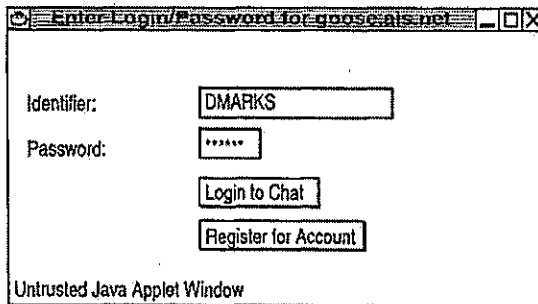 Enter Login/Password for goose.ais.net
Identifier: DMARKS
Password: ******
Login to Chat
Register for Account
Untrusted Java Applet Window